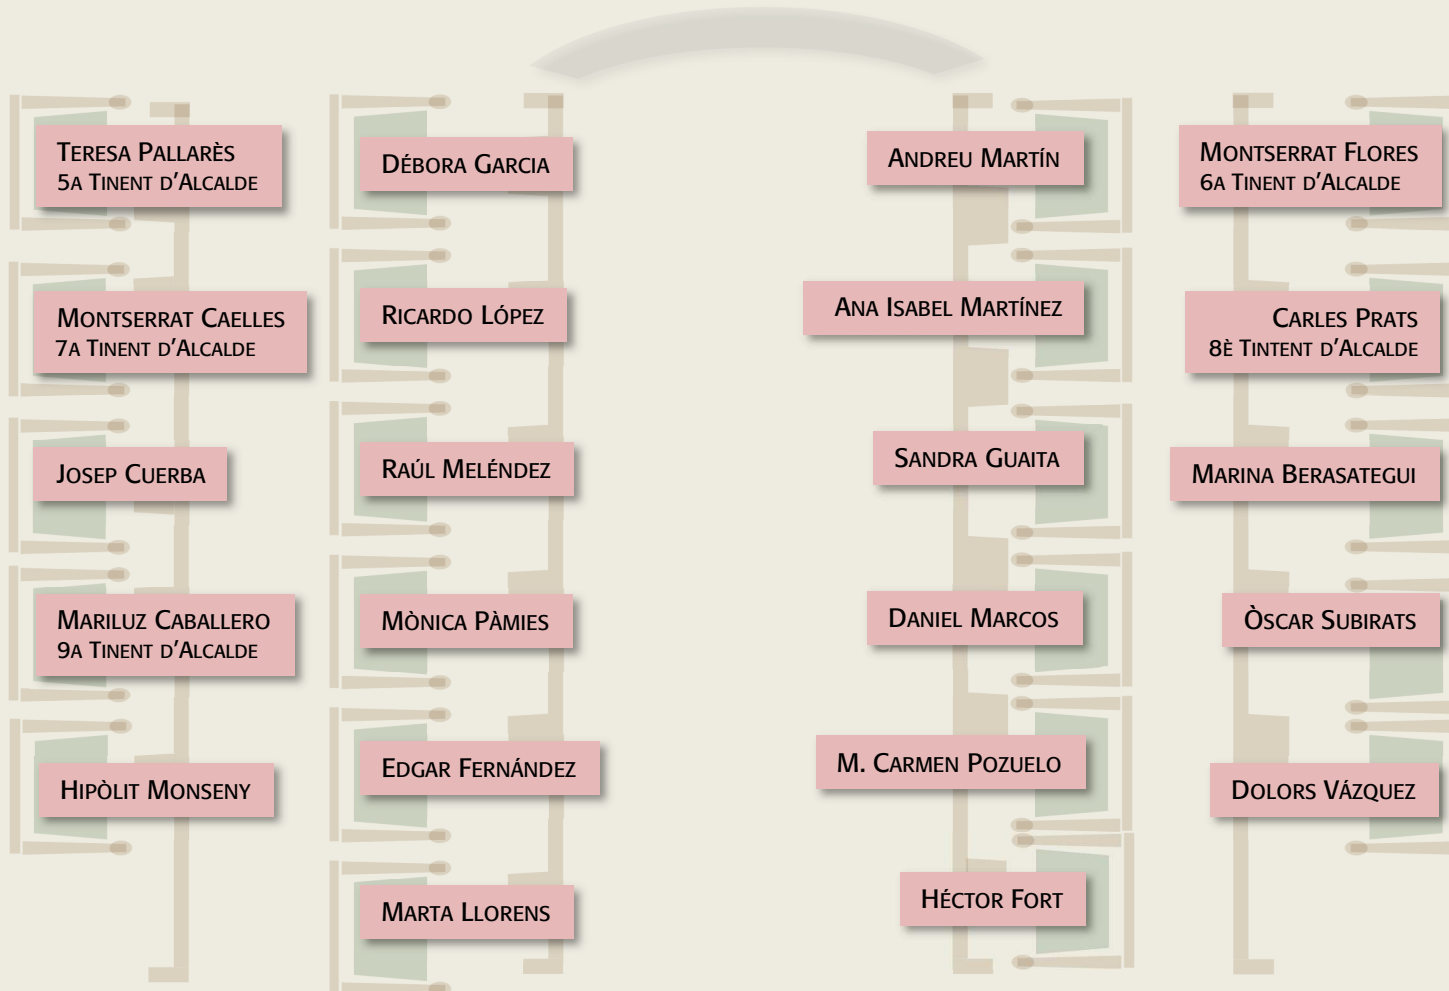 Teresa Pallarès
5a Tinent d'Alcalde
Montserrat Caelles
7a Tinent d'Alcalde
Josep Cuerba
Mariluz Caballero
9a Tinent d'Alcalde
Hipòlit Monseny
Débora Garcia
Ricardo López
Raúl Meléndez
Mònica Pàmies
Edgar Fernández
Marta Llorens
Andreu Martín
Ana Isabel Martínez
Sandra Guaita
Daniel Marcos
M. Carmen Pozuelo
Héctor Fort
Montserrat Flores
6a Tinent d'Alcalde
Carles Prats
8è Tintent d'Alcalde
Marina Berasategui
Òscar Subirats
Dolors Vázquez